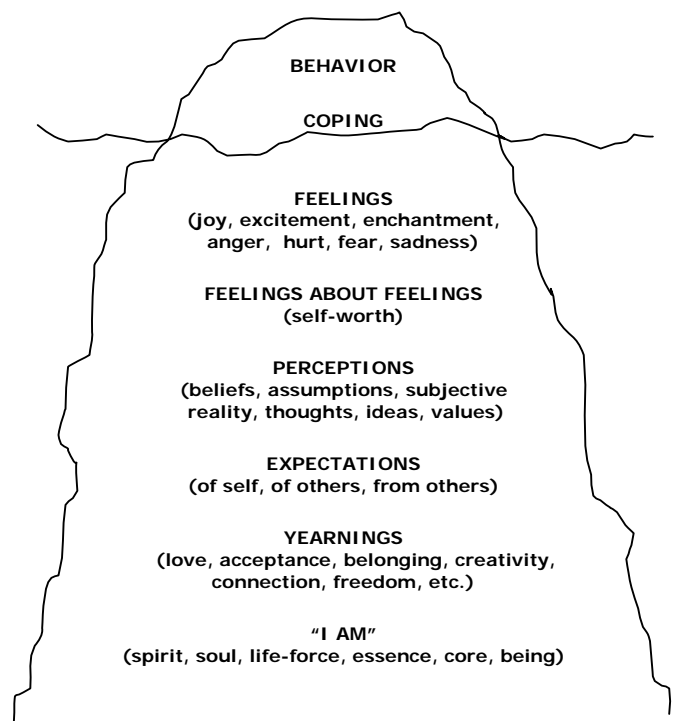 BEHAVIOR
COPING
FEELINGS
(joy, excitement, enchantment,
anger, hurt, fear, sadness)
FEELINGS ABOUT FEELINGS
(self-worth)
PERCEPTIONS
(beliefs, assumptions, subjective
reality, thoughts, ideas, values)
EXPECTATIONS
(of self, of others, from others)
YEARNINGS
(love, acceptance, belonging, creativity,
connection, freedom, etc.)
“I AM”
(spirit, soul, life-force, essence, core, being)